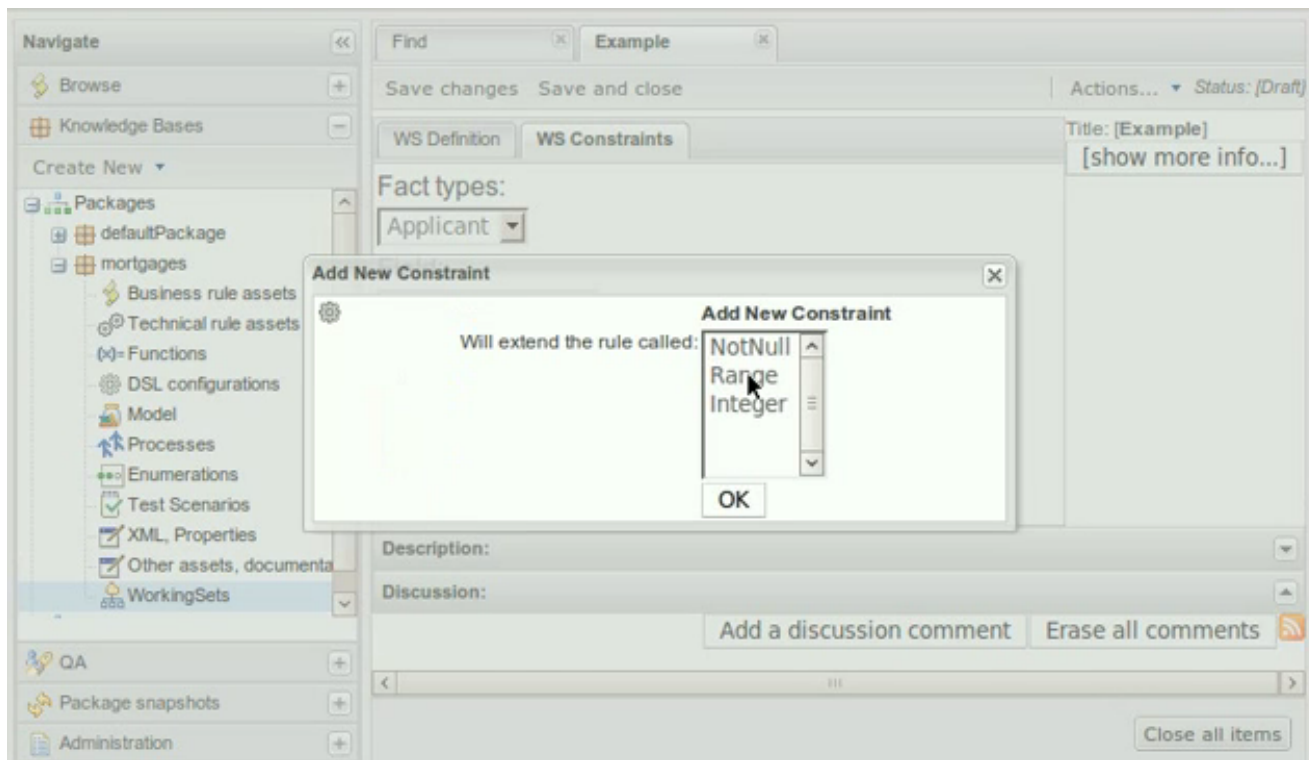 Navigate
Browse
Knowledge Bases
Create New
Packages
defaultPackage
mortgages
Business rule assets
Technical rule assets
(x)= Functions
DSL configurations
Model
Processes
Enumerations
Test Scenarios
XML, Properties
Other assets, documenta
WorkingSets
QA
Package snapshots
Administration
Find
Example
Save changes Save and close
Actions... Status: [Draft]
WS Definition WS Constraints
Title: [Example]
[show more info...]
Fact types:
Applicant
Add New Constraint
Add New Constraint
Will extend the rule called:
NotNull
Range
Integer
OK
Description:
Discussion:
Add a discussion comment Erase all comments
Close all items